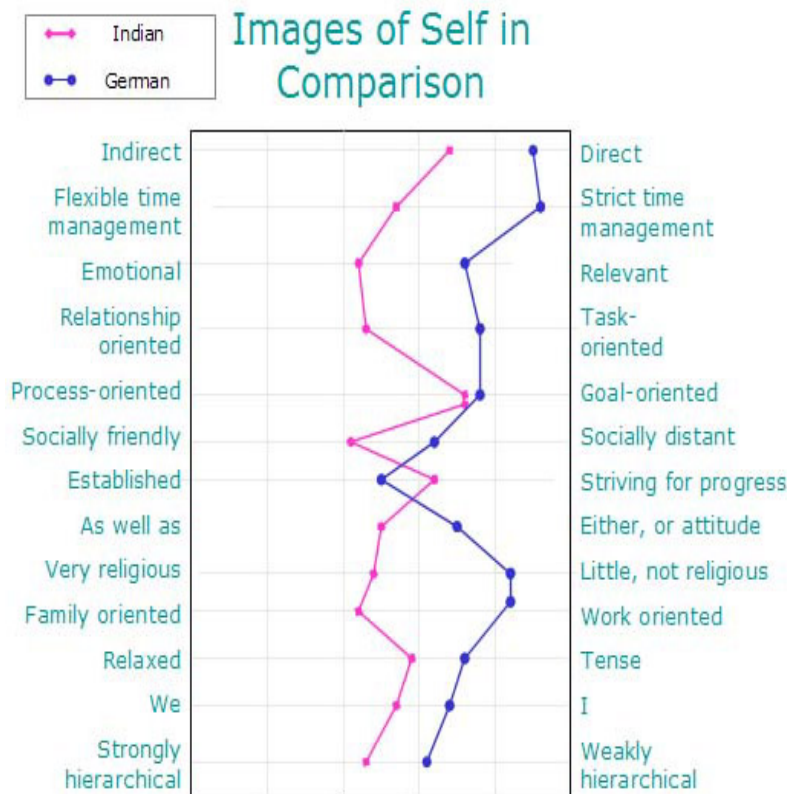 Indian
German
Images of Self in
Comparison
Indirect
Direct
Flexible time
management
Strict time
management
Emotional
Relevant
Relationship
oriented
Task-
oriented
Process-oriented
Goal-oriented
Socially friendly
Socially distant
Established
Striving for progress
As well as
Either, or attitude
Very religious
Little, not religious
Family oriented
Work oriented
Relaxed
Tense
We
I
Strongly
hierarchical
Weakly
hierarchical